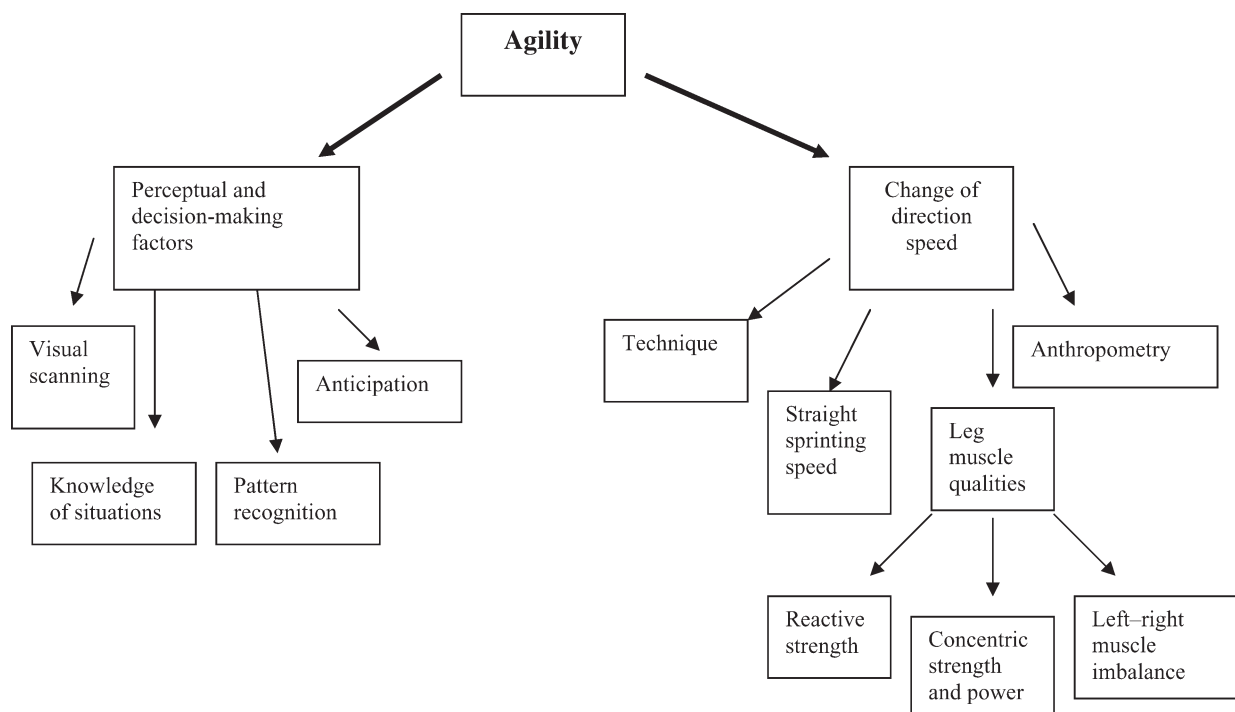 Agility
Perceptual and
decision-making
factors
Change of
direction
speed
Visual
scanning
Anticipation
Technique
Anthropometry
Straight
sprinting
speed
Leg
muscle
qualities
Knowledge
of situations
Pattern
recognition
Reactive
strength
Concentric
strength
and power
Left–right
muscle
imbalance